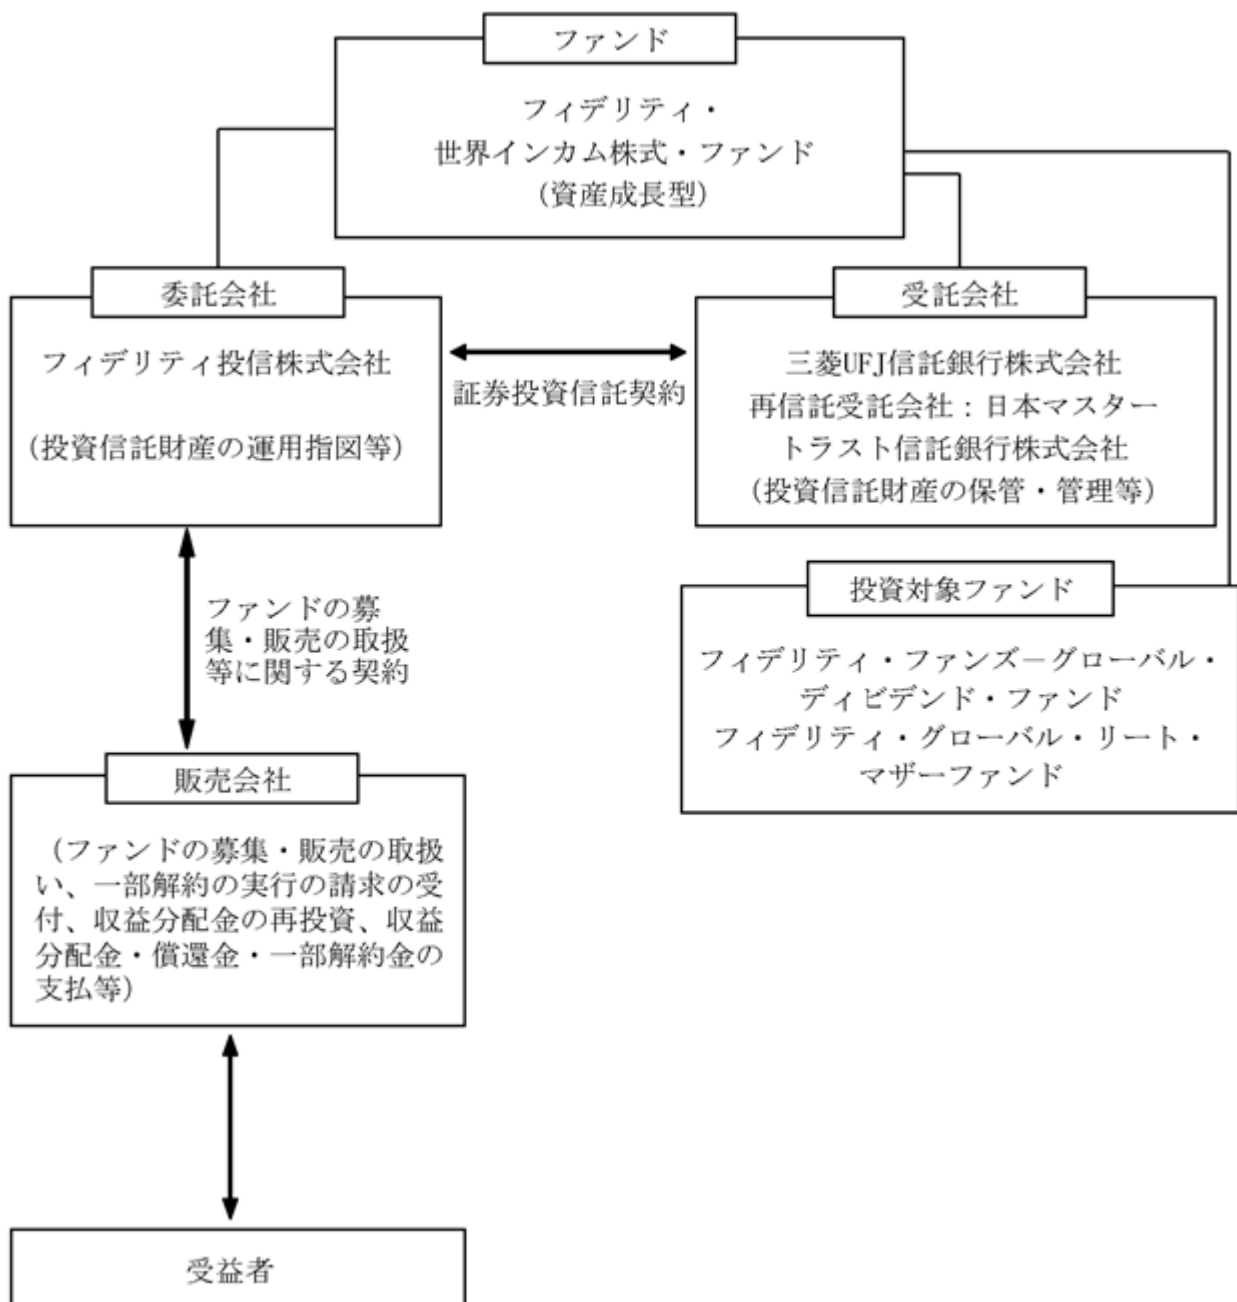 ファンド
フィデリティ・
世界インカム株式・ファンド
(資産成長型)
委託会社
フィデリティ投信株式会社
(投資信託財産の運用指図等)
証券投資信託契約
受託会社
三菱UFJ信託銀行株式会社
再信託受託会社:日本マスター
トラスト信託銀行株式会社
(投資信託財産の保管・管理等)
ファンドの募
集・販売の取扱
等に関する契約
投資対象ファンド
フィデリティ・ファンズ−グローバル・
ディビデンド・ファンド
フィデリティ・グローバル・リート・
マザーファンド
販売会社
(ファンドの募集・販売の取扱
い、一部解約の実行の請求の受
付、収益分配金の再投資、収益
分配金・償還金・一部解約金の
支払等)
受益者